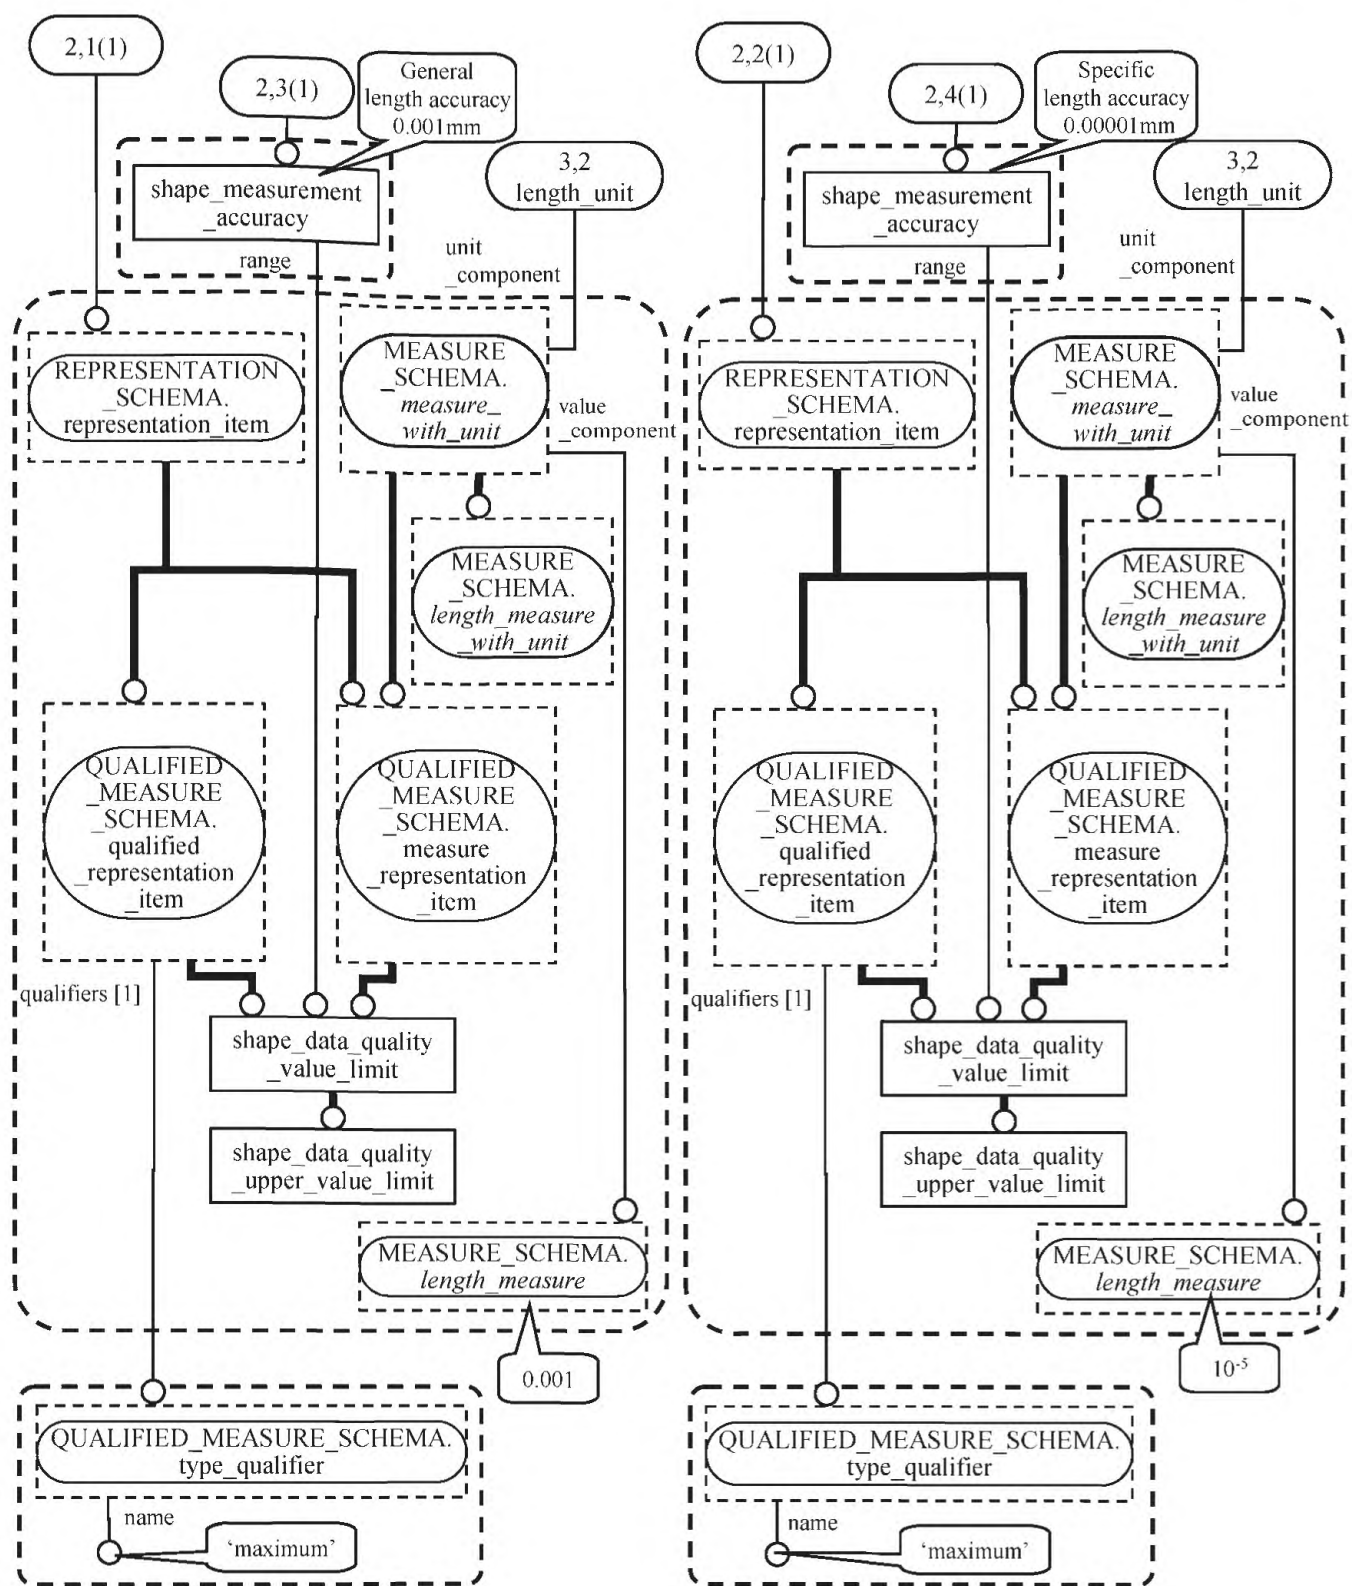 2,1(1)
2,3(1)
General
length accuracy
0.001mm
shape_measurement
_accuracy
3,2
length_unit
range
unit
_component
REPRESENTATION
_SCHEMA.
representation_item
MEASURE
_SCHEMA.
measure_
with_unit
value
_component
MEASURE
_SCHEMA.
length_measure
_with_unit
QUALIFIED
_MEASURE
_SCHEMA.
qualified
_representation
_item
QUALIFIED
_MEASURE
_SCHEMA.
measure
_representation
_item
qualifiers [1]
shape_data_quality
_value_limit
shape_data_quality
_upper_value_limit
MEASURE_SCHEMA.
length_measure
0.001
QUALIFIED_MEASURE_SCHEMA.
type_qualifier
name
‘maximum’
2,2(1)
2,4(1)
Specific
length accuracy
0.00001mm
shape_measurement
_accuracy
3,2
length_unit
range
unit
_component
REPRESENTATION
_SCHEMA.
representation_item
MEASURE
_SCHEMA.
measure_
with_unit
value
_component
MEASURE
_SCHEMA.
length_measure
_with_unit
QUALIFIED
_MEASURE
_SCHEMA.
qualified
_representation
_item
QUALIFIED
_MEASURE
_SCHEMA.
measure
_representation
_item
qualifiers [1]
shape_data_quality
_value_limit
shape_data_quality
_upper_value_limit
MEASURE_SCHEMA.
length_measure
10⁻⁵
QUALIFIED_MEASURE_SCHEMA.
type_qualifier
name
‘maximum’